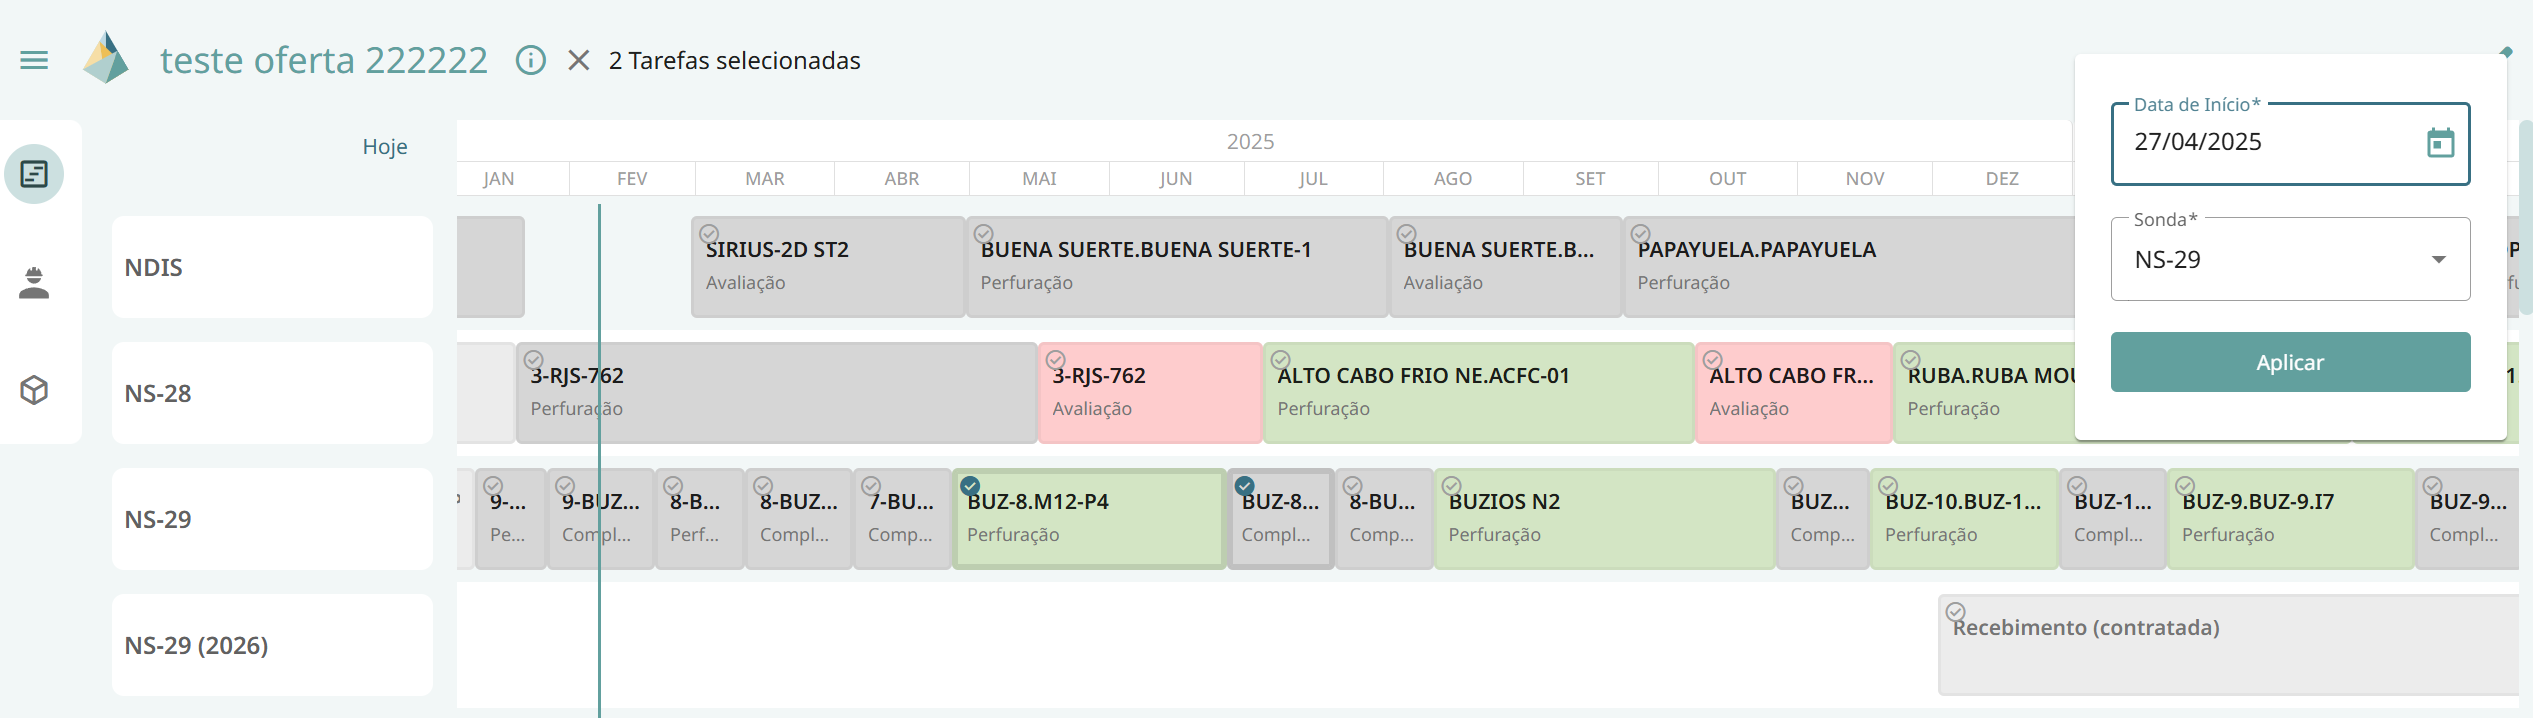 teste oferta 222222
2 Tarefas selecionadas
Data de Início*
27/04/2025
Sonda*
NS-29
Aplicar
Hoje
2025
JAN FEV MAR ABR MAI JUN JUL AGO SET OUT NOV DEZ
NDIS
SIRIUS-2D ST2
Avaliação
BUENA SUERTE.BUENA SUERTE-1
Perfuração
BUENA SUERTE.B...
Avaliação
PAPAYUELA.PAPAYUELA
Perfuração
NS-28
3-RJS-762
Perfuração
3-RJS-762
Avaliação
ALTO CABO FRIO NE.ACFC-01
Perfuração
ALTO CABO FR...
Avaliação
RUBA.RUBA MOU
Perfuração
NS-29
9-...
Pe...
9-BUZ...
Compl...
8-B...
Perf...
8-BUZ...
Compl...
7-BU...
Comp...
BUZ-8.M12-P4
Perfuração
BUZ-8...
Compl...
8-BU...
Comp...
BUZIOS N2
Perfuração
BUZ...
Comp...
BUZ-10.BUZ-1...
Perfuração
BUZ-1...
Compl...
BUZ-9.BUZ-9.I7
Perfuração
BUZ-9...
Compl...
NS-29 (2026)
Recebimento (contratada)